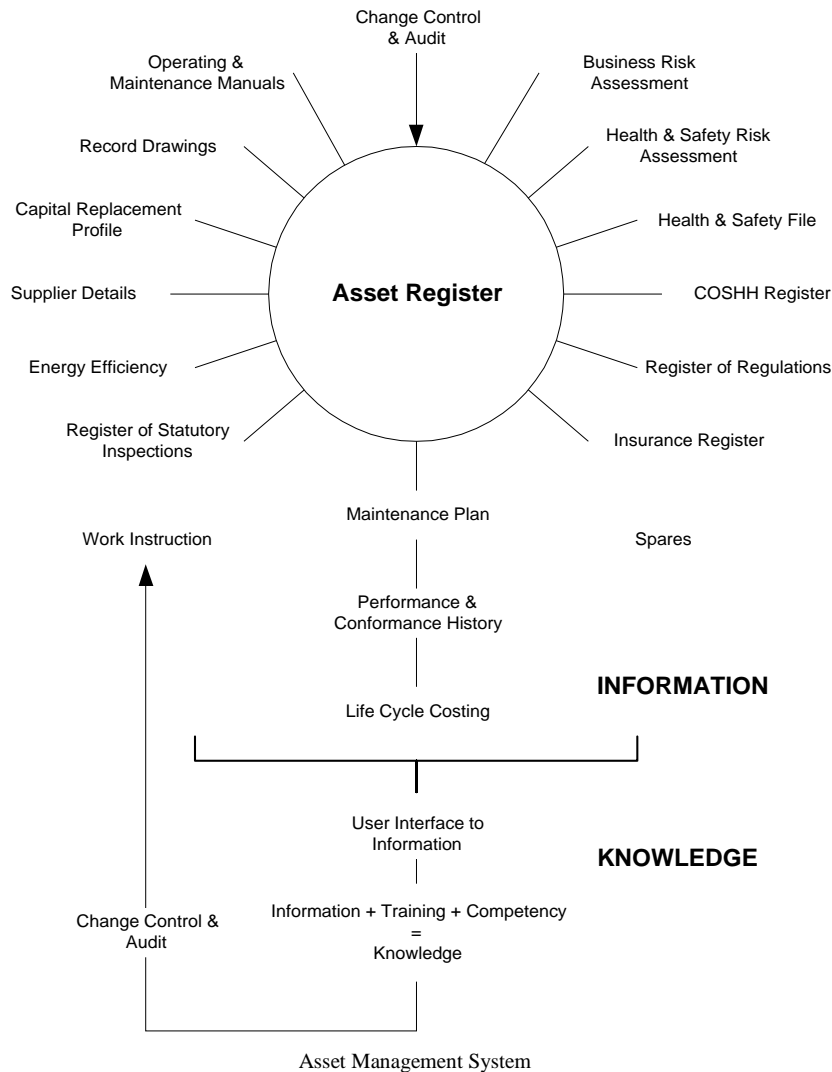 Change Control
& Audit
Operating &
Maintenance Manuals
Business Risk
Assessment
Record Drawings
Health & Safety Risk
Assessment
Capital Replacement
Profile
Health & Safety File
Supplier Details
Asset Register
COSHH Register
Energy Efficiency
Register of Regulations
Register of Statutory
Inspections
Insurance Register
Maintenance Plan
Work Instruction
Spares
Performance &
Conformance History
INFORMATION
Life Cycle Costing
User Interface to
Information
KNOWLEDGE
Information + Training + Competency
=
Knowledge
Change Control &
Audit
Asset Management System